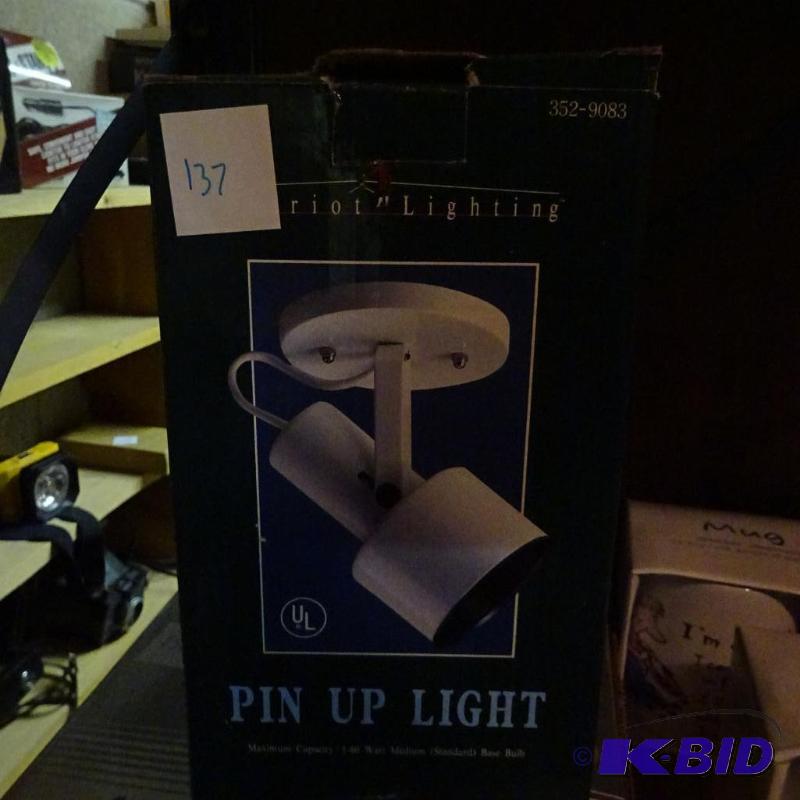 352-9083
137
riot Lighting
UL
PIN UP LIGHT
Maximum Capacity: 1-60 Watt Medium (Standard) Base Bulb
Mug
I'm
© K-BID